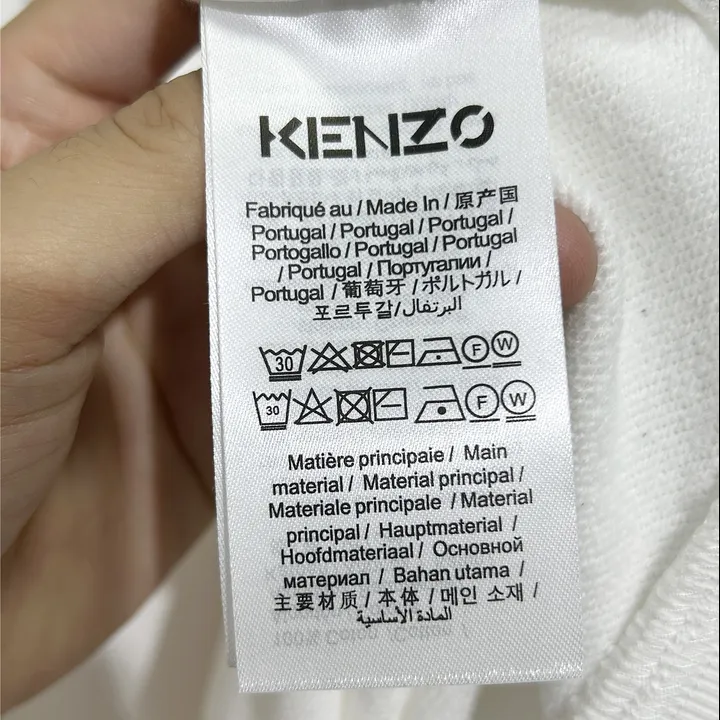 KENZO
Fabriqué au / Made In / 原产国
Portugal / Portugal / Portugal /
Portogallo / Portugal / Portugal
/ Portugal / Португалии /
Portugal / 葡萄牙 / ポルトガル /
포르투갈/البرتغال/
30 F W
30 F W
Matière principaie / Main
material / Material principal /
Materiale principale / Material
principal / Hauptmaterial /
Hoofdmateriaal / Основной
материал / Bahan utama /
主要材质 / 本体 / 메인 소재 /
المادة الأساسية